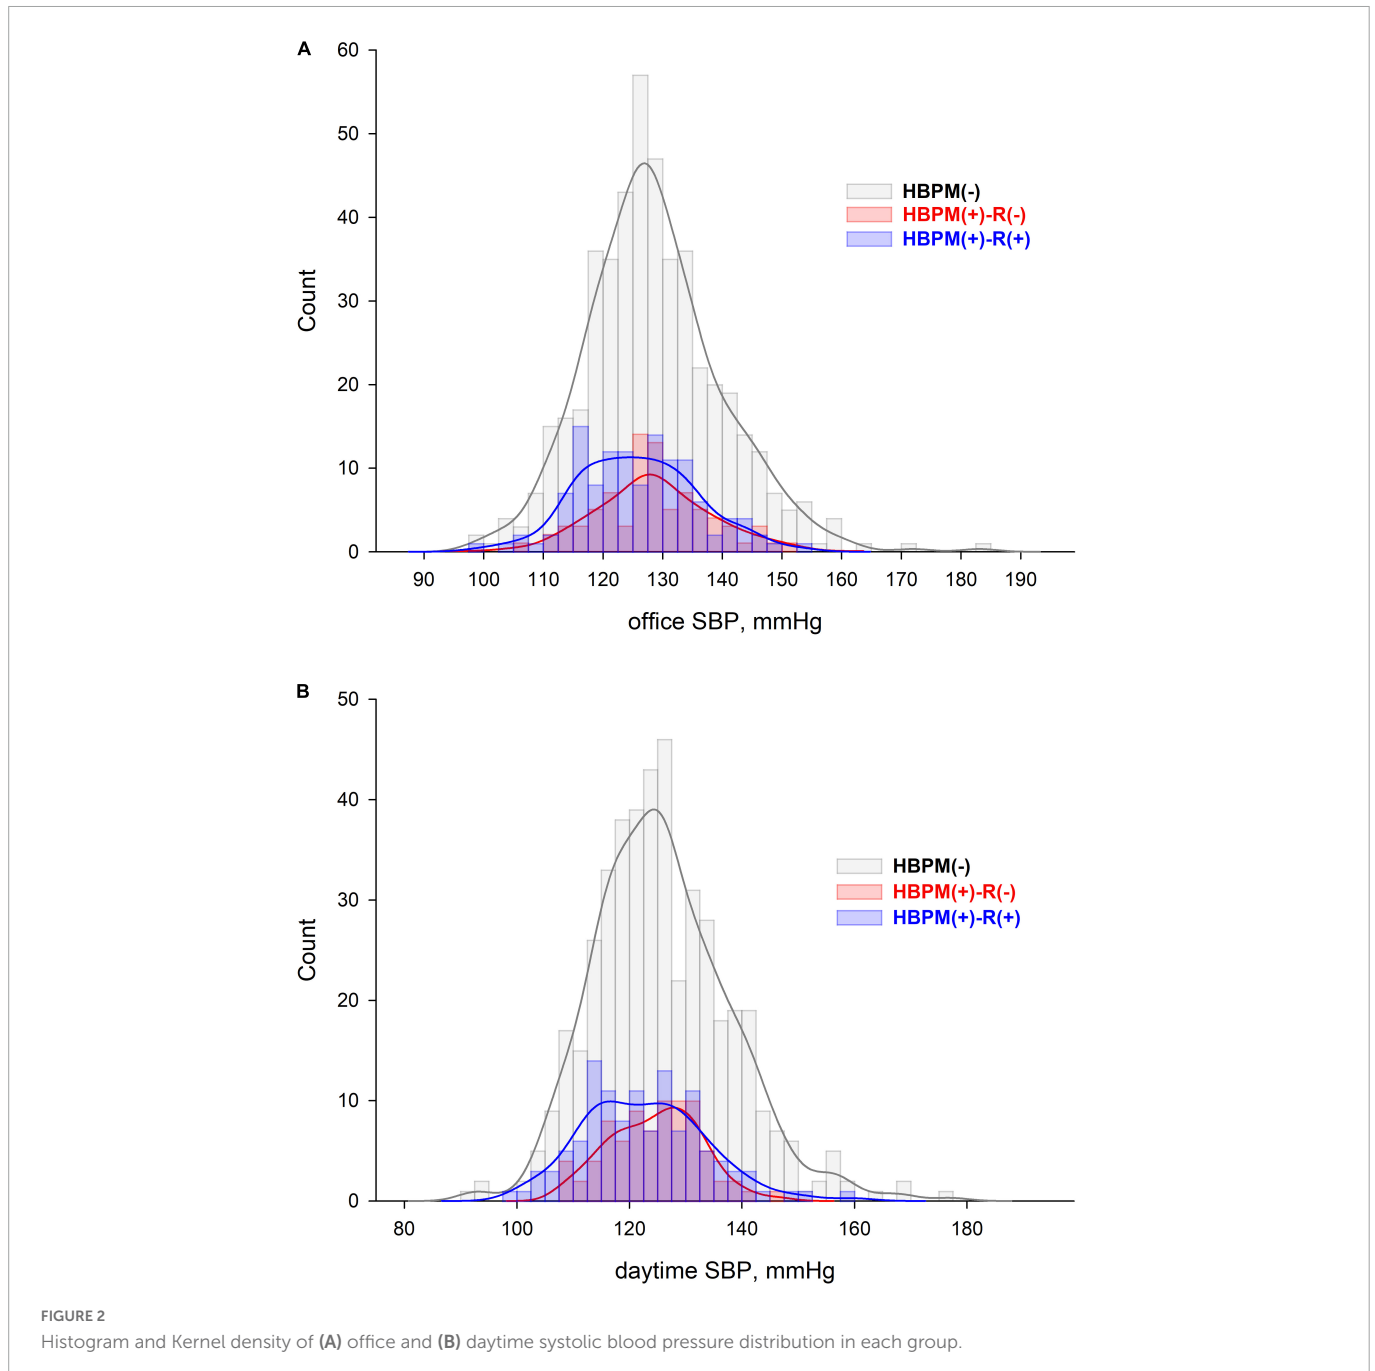 A
60
50
40
30
20
10
0
Count
HBPM(-)
HBPM(+)-R(-)
HBPM(+)-R(+)
90 100 110 120 130 140 150 160 170 180 190
office SBP, mmHg
B
50
40
30
20
10
0
Count
HBPM(-)
HBPM(+)-R(-)
HBPM(+)-R(+)
80 100 120 140 160 180
daytime SBP, mmHg
FIGURE 2
Histogram and Kernel density of (A) office and (B) daytime systolic blood pressure distribution in each group.